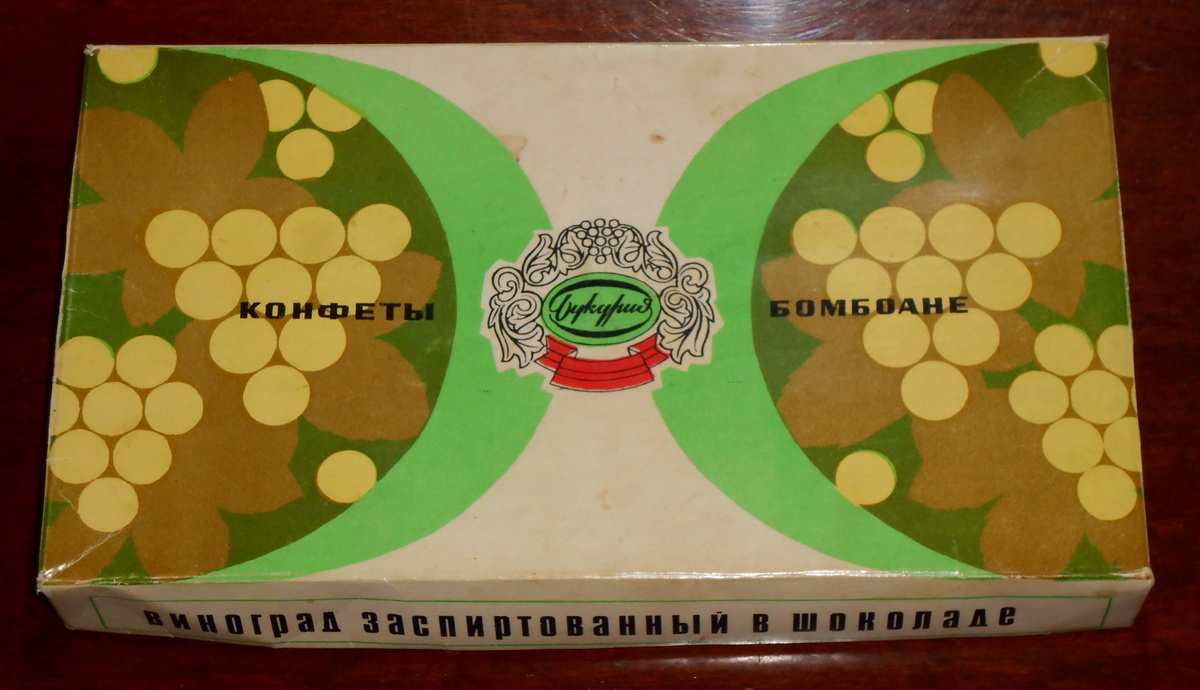 КОНФЕТЫ
Букурия
БОМБОАНЕ
ВИНОГРАД ЗАСПИРТОВАННЫЙ В ШОКОЛАДЕ